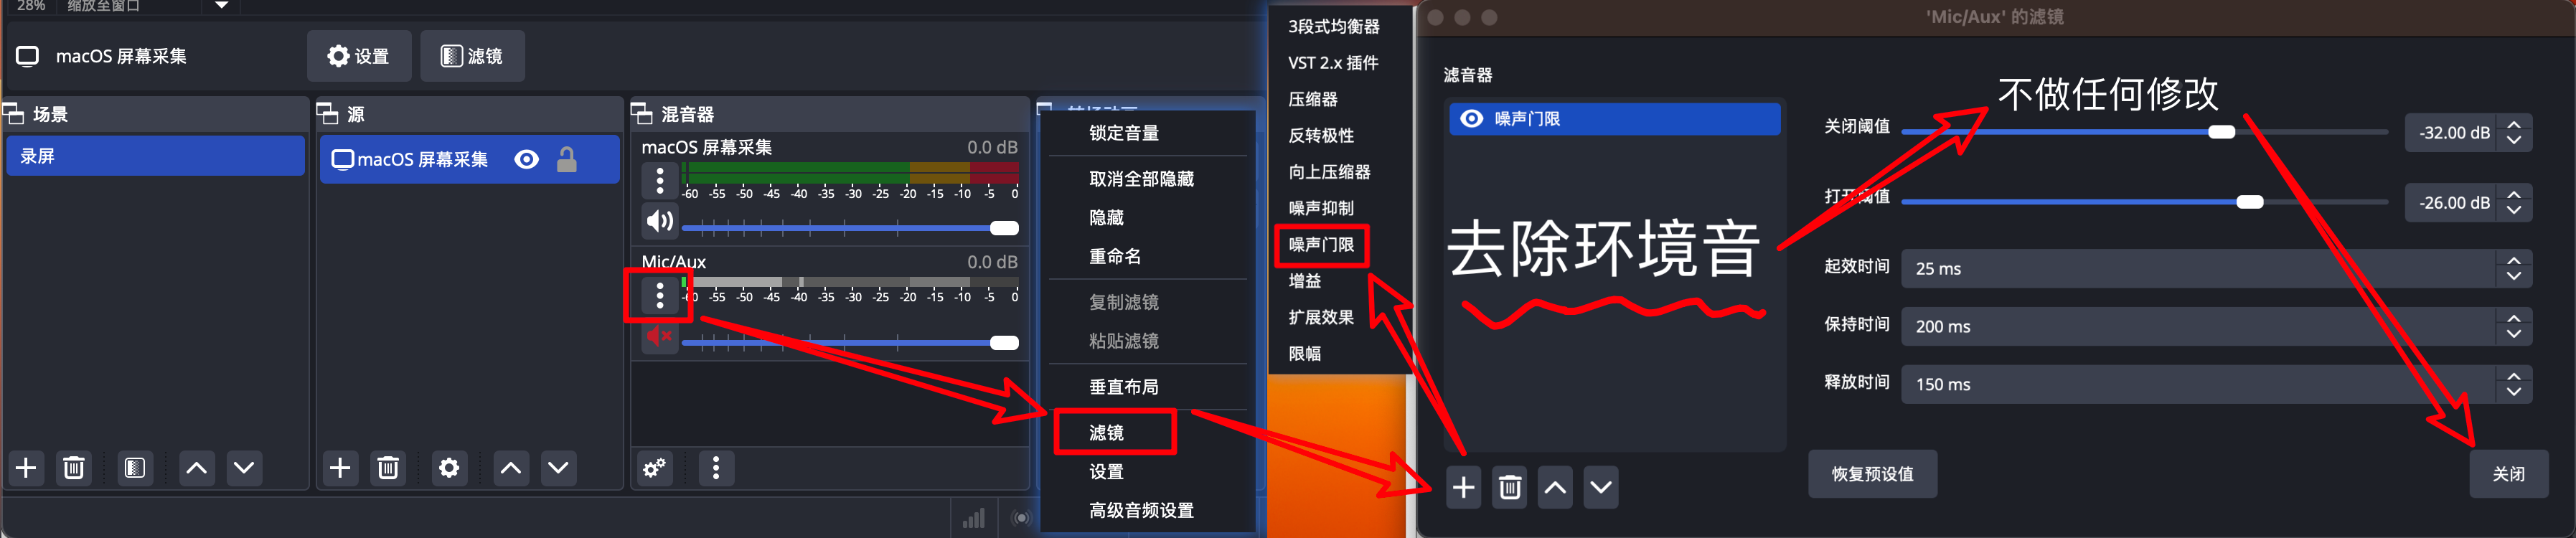 28%
缩放至窗口
macOS 屏幕采集
设置
滤镜
场景
录屏
源
macOS 屏幕采集
混音器
macOS 屏幕采集
0.0 dB
-60 -55 -50 -45 -40 -35 -30 -25 -20 -15 -10 -5 0
Mic/Aux
0.0 dB
-60 -55 -50 -45 -40 -35 -30 -25 -20 -15 -10 -5 0
锁定音量
取消全部隐藏
隐藏
重命名
复制滤镜
粘贴滤镜
垂直布局
滤镜
设置
高级音频设置
3段式均衡器
VST 2.x 插件
压缩器
反转极性
向上压缩器
噪声抑制
噪声门限
增益
扩展效果
限幅
'Mic/Aux' 的滤镜
滤音器
噪声门限
去除环境音
不做任何修改
关闭阈值
-32.00 dB
打开阈值
-26.00 dB
起效时间
25 ms
保持时间
200 ms
释放时间
150 ms
恢复预设值
关闭